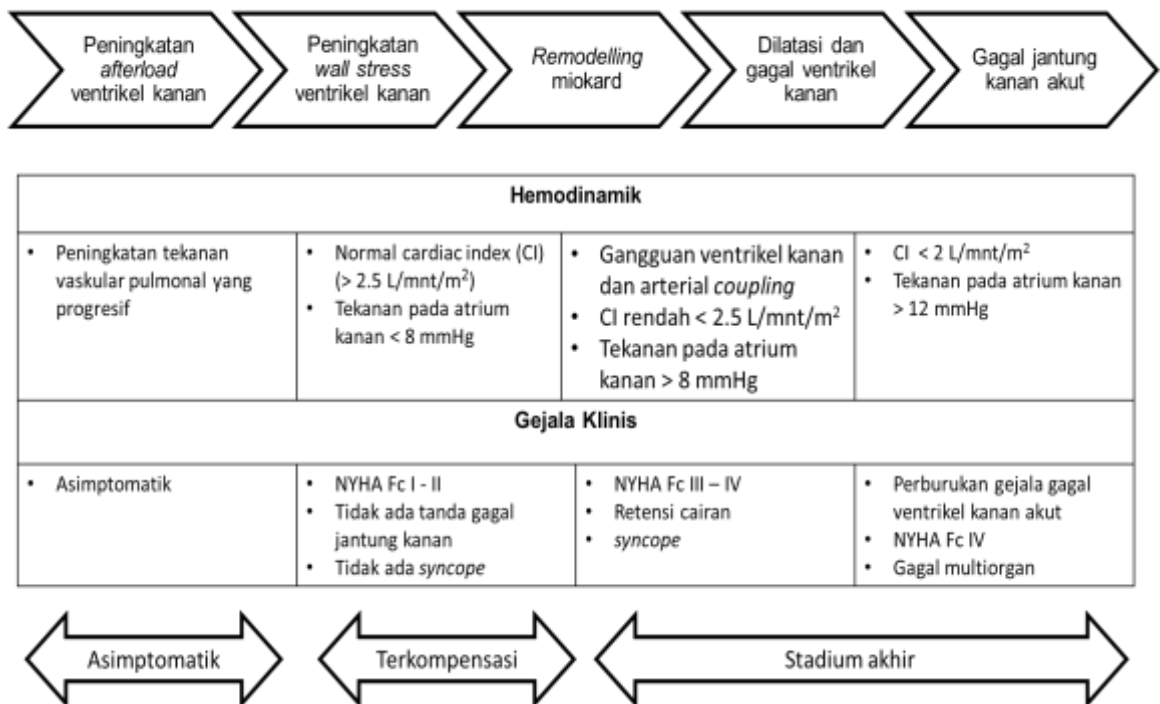 Peningkatan
afterload
ventrikel kanan
Peningkatan
wall stress
ventrikel kanan
Remodelling
miokard
Dilatasi dan
gagal ventrikel
kanan
Gagal jantung
kanan akut
Hemodinamik
• Peningkatan tekanan
vaskular pulmonal yang
progresif
• Normal cardiac index (CI)
(> 2.5 L/mnt/m²)
• Tekanan pada atrium
kanan < 8 mmHg
• Gangguan ventrikel kanan
dan arterial coupling
• CI rendah < 2.5 L/mnt/m²
• Tekanan pada atrium
kanan > 8 mmHg
• CI < 2 L/mnt/m²
• Tekanan pada atrium kanan
> 12 mmHg
Gejala Klinis
• Asimptomatik
• NYHA Fc I - II
• Tidak ada tanda gagal
jantung kanan
• Tidak ada syncope
• NYHA Fc III – IV
• Retensi cairan
• syncope
• Perburukan gejala gagal
ventrikel kanan akut
• NYHA Fc IV
• Gagal multiorgan
Asimptomatik
Terkompensasi
Stadium akhir